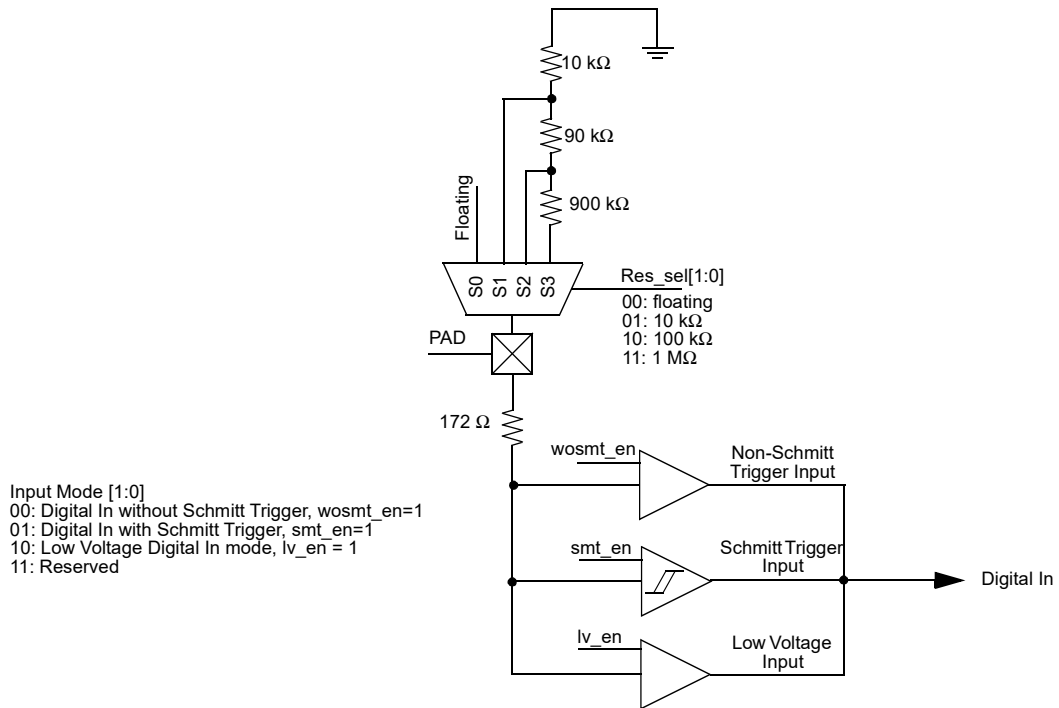 10 kΩ
90 kΩ
900 kΩ
Floating
S0
S1
S2
S3
Res_sel[1:0]
00: floating
01: 10 kΩ
10: 100 kΩ
11: 1 MΩ
PAD
172 Ω
wosmt_en
Non-Schmitt
Trigger Input
Input Mode [1:0]
00: Digital In without Schmitt Trigger, wosmt_en=1
01: Digital In with Schmitt Trigger, smt_en=1
10: Low Voltage Digital In mode, lv_en = 1
11: Reserved
smt_en
Schmitt Trigger
Input
Digital In
lv_en
Low Voltage
Input